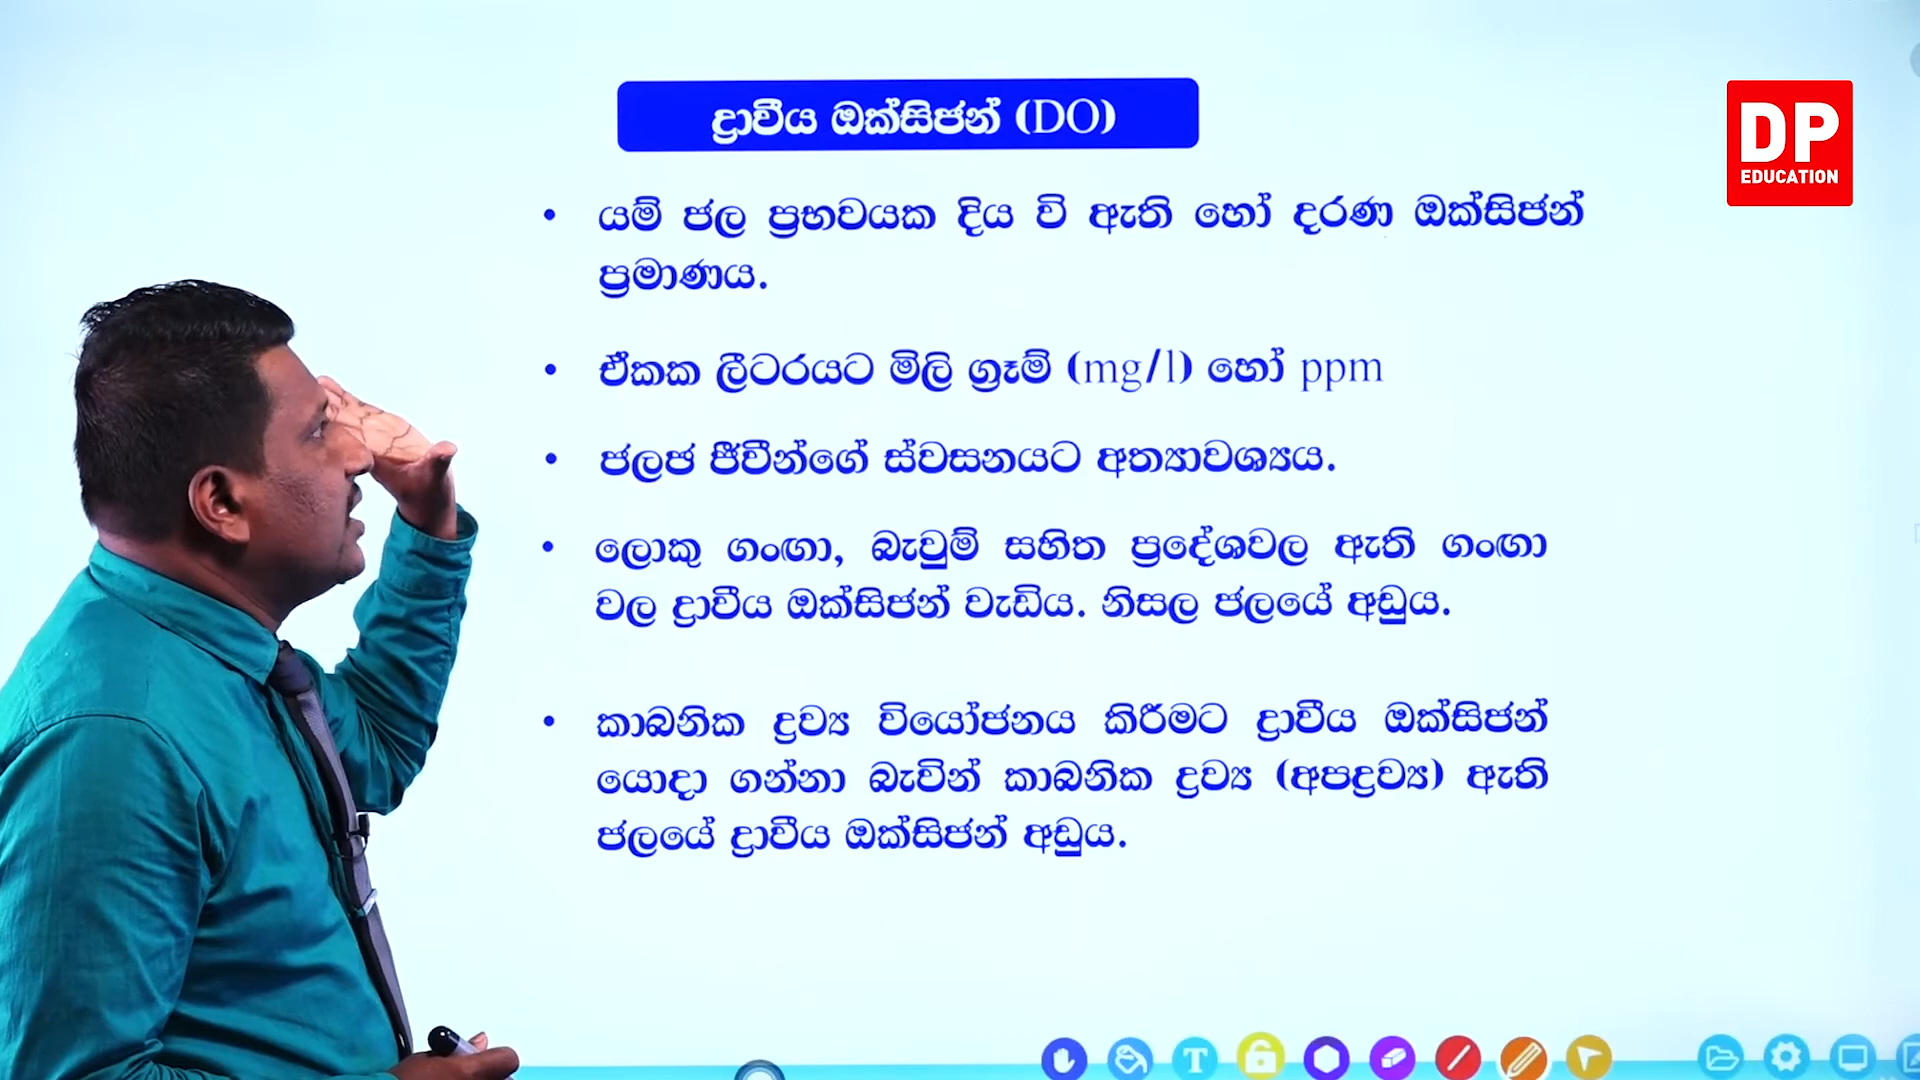 ද්‍රාවීය ඔක්සිජන් (DO)
DP
EDUCATION
• යම් ජල ප්‍රභවයක දිය වි ඇති හෝ දරණ ඔක්සිජන්
ප්‍රමාණය.
• ඒකක ලීටරයට මිලි ග්‍රෑම් (mg/l) හෝ ppm
• ජලජ ජීවීන්ගේ ස්වසනයට අත්‍යාවශ්‍යය.
• ලොකු ගංඟා, බැවුම් සහිත ප්‍රදේශවල ඇති ගංඟා
වල ද්‍රාවීය ඔක්සිජන් වැඩිය. නිසල ජලයේ අඩුය.
• කාබනික ද්‍රව්‍ය වියෝජනය කිරීමට ද්‍රාවීය ඔක්සිජන්
යොදා ගන්නා බැවින් කාබනික ද්‍රව්‍ය (අපද්‍රව්‍ය) ඇති
ජලයේ ද්‍රාවීය ඔක්සිජන් අඩුය.